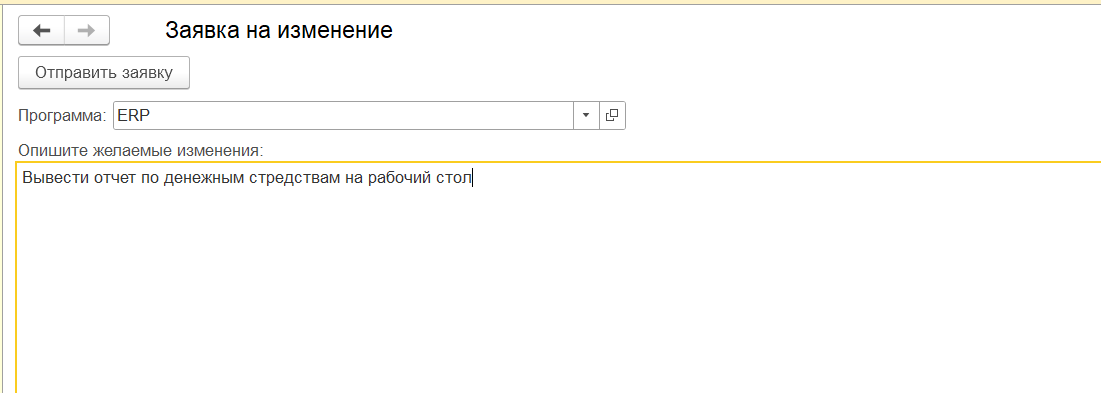 Заявка на изменение
Отправить заявку
Программа: ERP
Опишите желаемые изменения:
Вывести отчет по денежным стредствам на рабочий стол